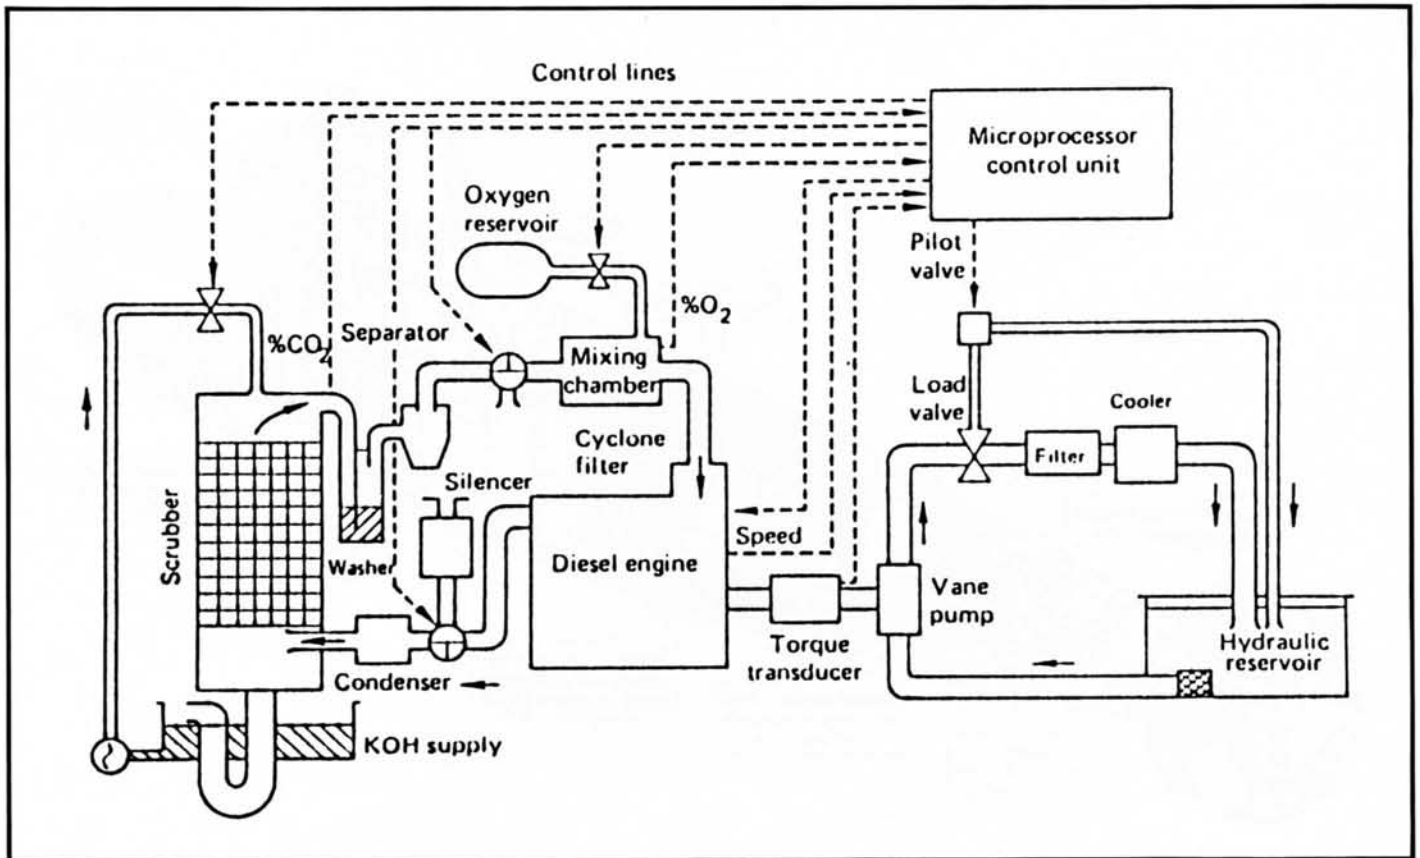 Control lines
Microprocessor
control unit
Oxygen
reservoir
Pilot
valve
%CO2
Separator
%O2
Mixing
chamber
Load
valve
Cooler
Cyclone
filter
Filter
Silencer
Scrubber
Washer
Diesel engine
Speed
Vane
pump
Torque
transducer
Hydraulic
reservoir
Condenser
KOH supply